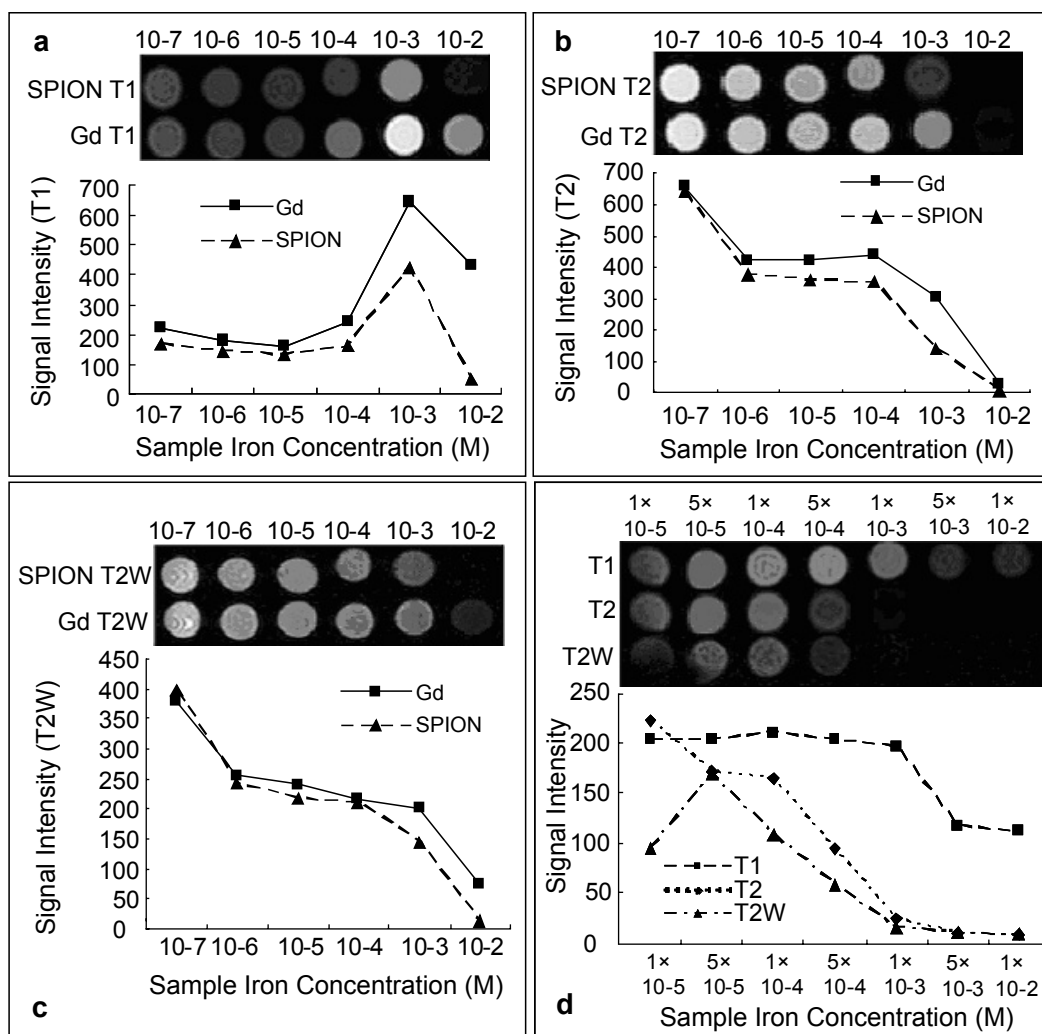 a
10-7 10-6 10-5 10-4 10-3 10-2
SPION T1
Gd T1
Signal Intensity (T1)
700
600
500
400
300
200
100
0
Gd
SPION
10-7 10-6 10-5 10-4 10-3 10-2
Sample Iron Concentration (M)
b
10-7 10-6 10-5 10-4 10-3 10-2
SPION T2
Gd T2
Signal Intensity (T2)
700
600
500
400
300
200
100
0
Gd
SPION
10-7 10-6 10-5 10-4 10-3 10-2
Sample Iron Concentration (M)
10-7 10-6 10-5 10-4 10-3 10-2
SPION T2W
Gd T2W
Signal Intensity (T2W)
450
400
350
300
250
200
150
100
50
0
Gd
SPION
10-7 10-6 10-5 10-4 10-3 10-2
Sample Iron Concentration (M)
c
1× 5× 1× 5× 1× 5× 1×
10-5 10-5 10-4 10-4 10-3 10-3 10-2
T1
T2
T2W
Signal Intensity
250
200
150
100
50
0
T1
T2
T2W
1× 5× 1× 5× 1× 5× 1×
10-5 10-5 10-4 10-4 10-3 10-3 10-2
Sample Iron Concentration (M)
d